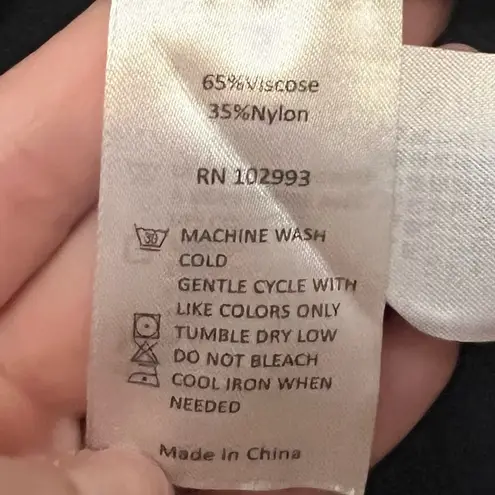 65%Viscose
35%Nylon
RN 102993
30 MACHINE WASH
COLD
GENTLE CYCLE WITH
LIKE COLORS ONLY
TUMBLE DRY LOW
DO NOT BLEACH
COOL IRON WHEN
NEEDED
Made In China